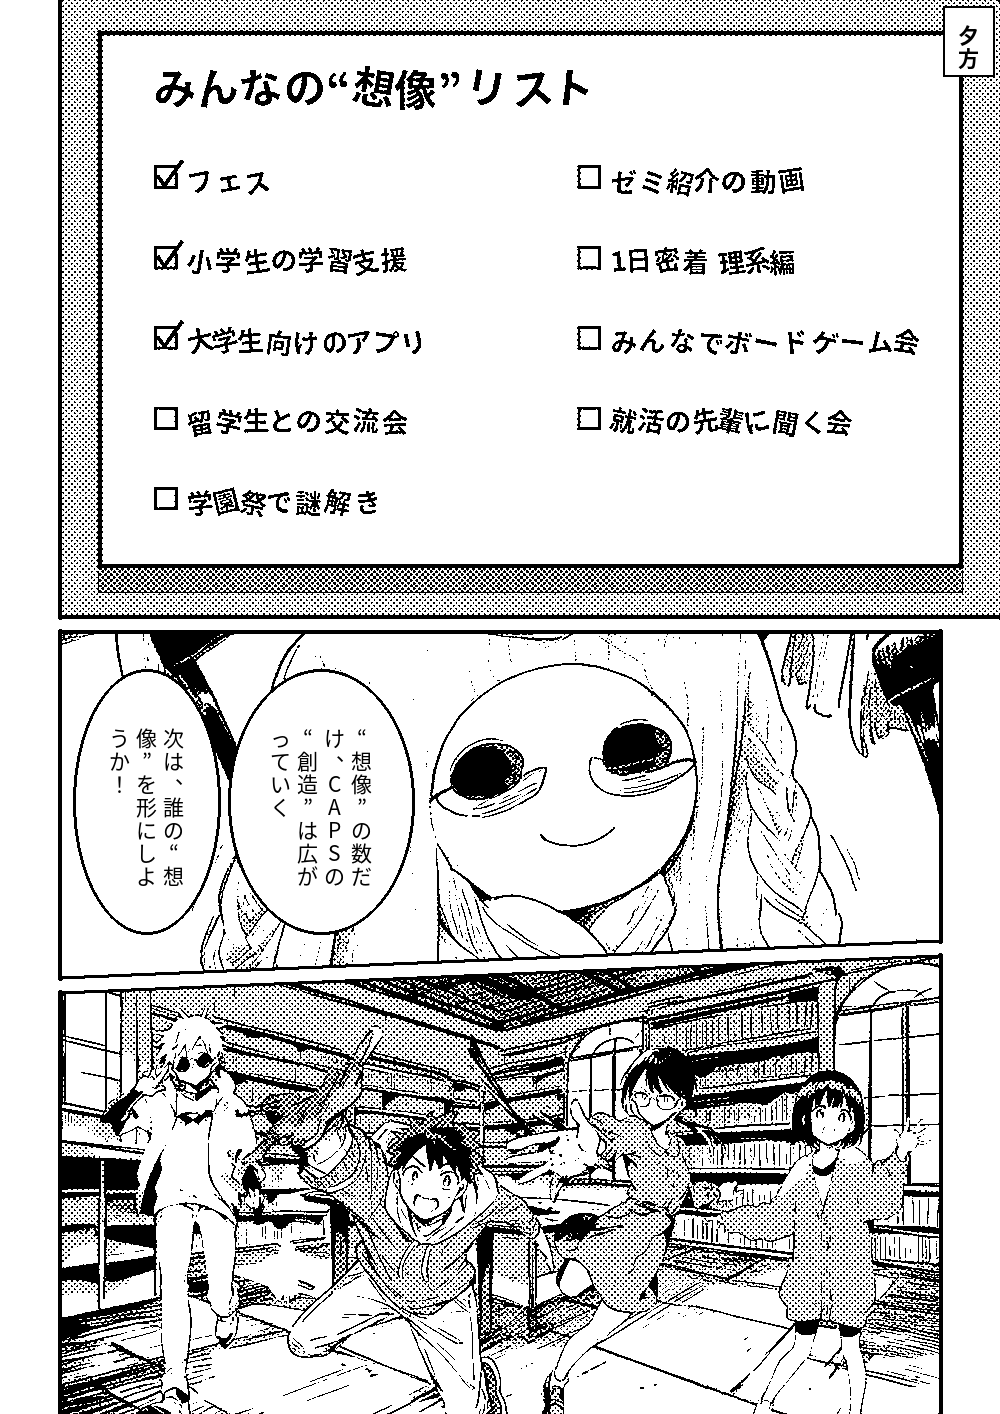 夕方
みんなの“想像”リスト
フェス
小学生の学習支援
大学生向けのアプリ
留学生との交流会
学園祭で謎解き
ゼミ紹介の動画
1日密着 理系編
みんなでボードゲーム会
就活の先輩に聞く会
“想像”の数だ
け、CAPSの
“創造”は広が
っていく
次は、誰の“想
像”を形にしよ
うか！